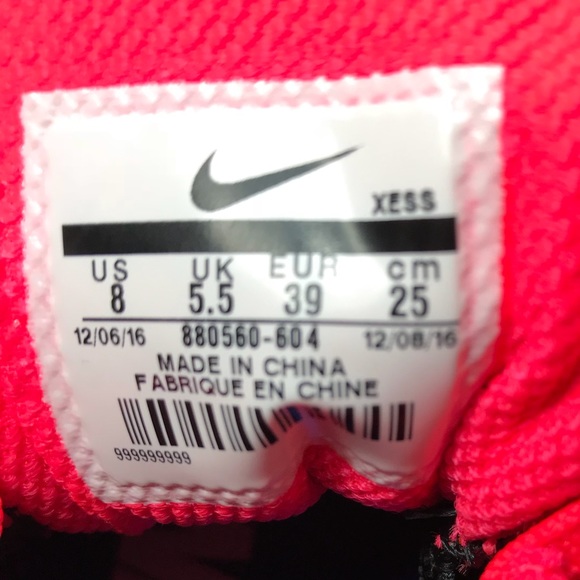 XESS
US UK EUR cm
8 5.5 39 25
12/06/16 880560-604 12/08/16
MADE IN CHINA
FABRIQUE EN CHINE
999999999